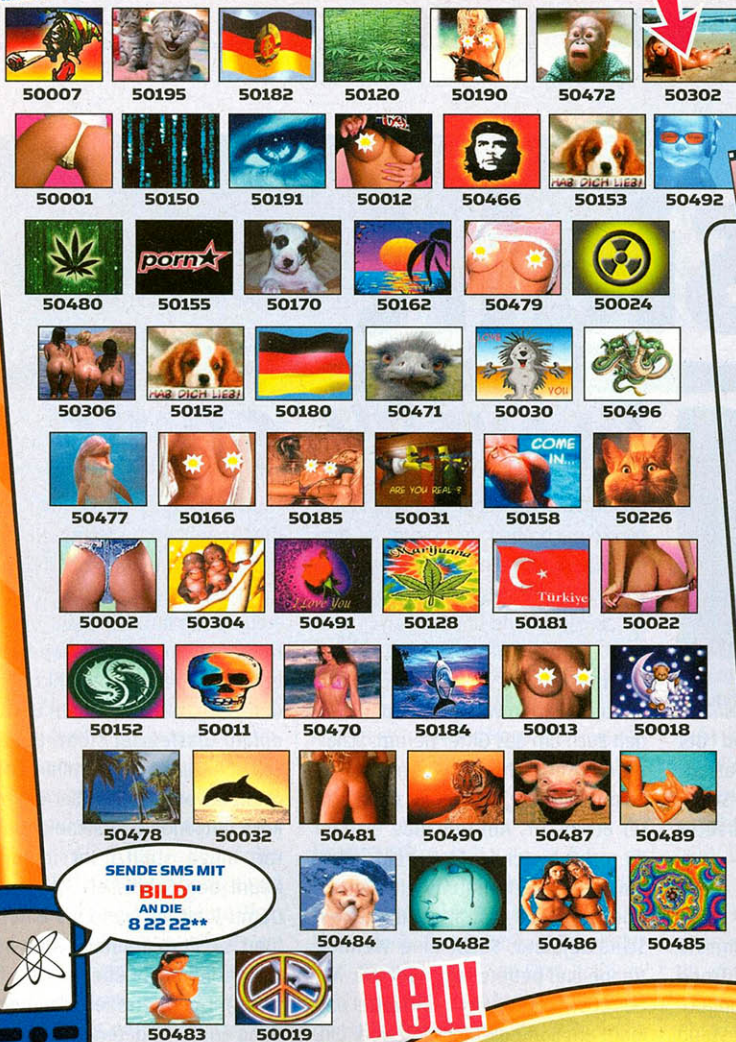 50007 50195 50182 50120 50190 50472 50302
50001 50150 50191 50012 50466 HAB DICH LIEB! 50153 50492
50480 porn 50155 50170 50162 50479 50024
50306 HAB DICH LIEB! 50152 50180 50471 LOVE YOU 50030 50496
50477 50166 50185 ARE YOU REAL ? 50031 COME IN... 50158 50226
50002 50304 I Love You 50491 Marijuana 50128 Türkiye 50181 50022
50152 50011 50470 50184 50013 50018
50478 50032 50481 50490 50487 50489
SENDE SMS MIT
" BILD "
AN DIE
8 22 22**
50484 50482 50486 50485
50483 50019
neu!